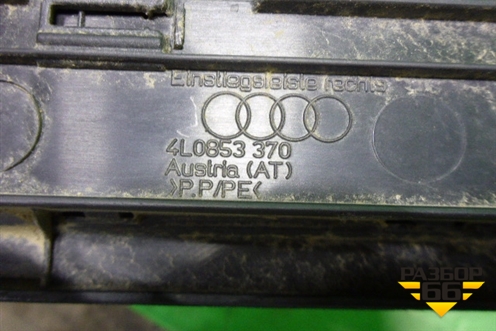 Einstiegsleiste rechts
4L0853 370
Austria (AT)
>P.P/PE<
РАЗБОР
66